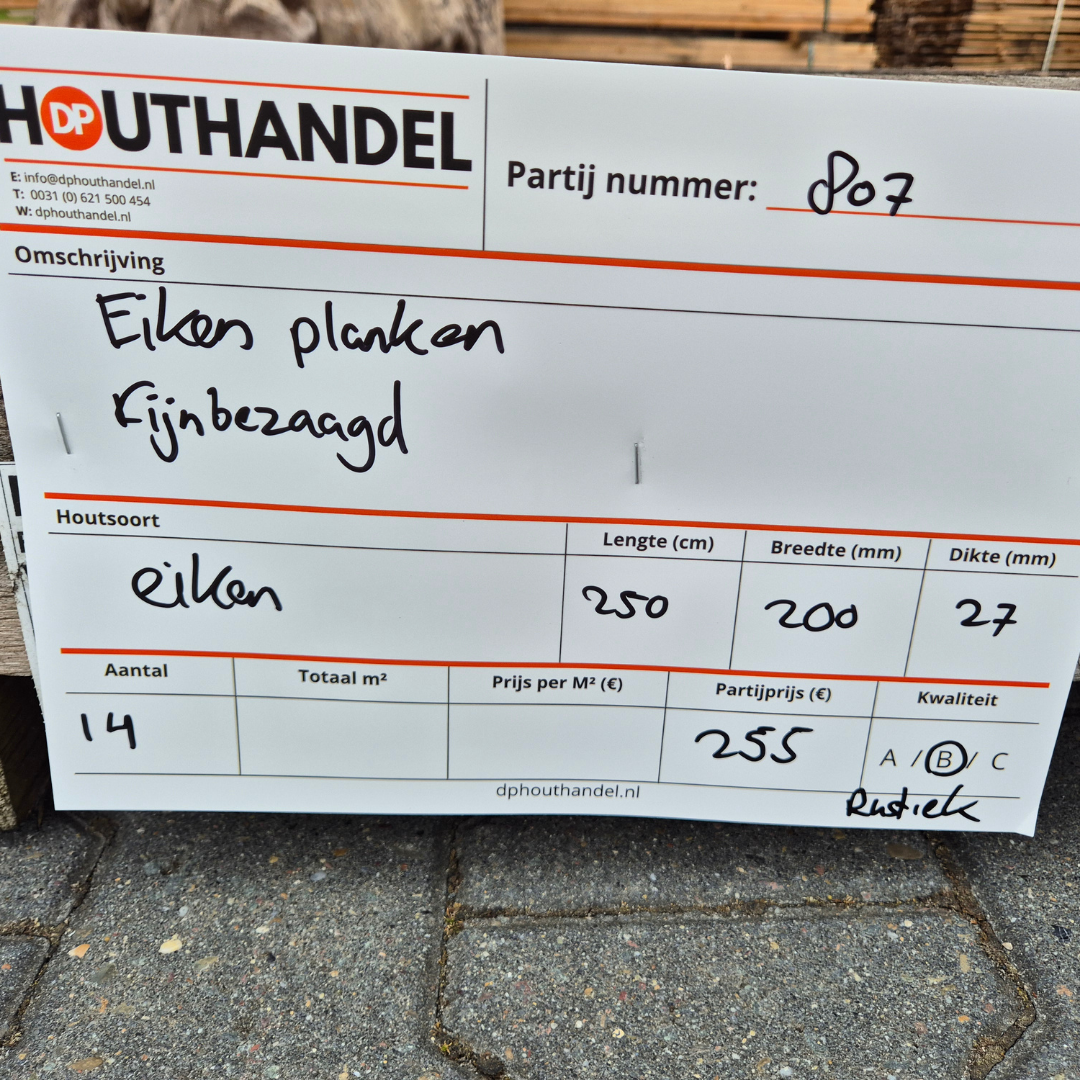 HDPOUTHANDEL
E: info@dphouthandel.nl
T: 0031 (0) 621 500 454
W: dphouthandel.nl
Partij nummer: 807
Omschrijving
Eiken planken
Fijnbezaagd
Houtsoort
Lengte (cm)
Breedte (mm)
Dikte (mm)
eiken
250
200
27
Aantal
Totaal m²
Prijs per M² (€)
Partijprijs (€)
Kwaliteit
14
255
A / B / C
Rustiek
dphouthandel.nl